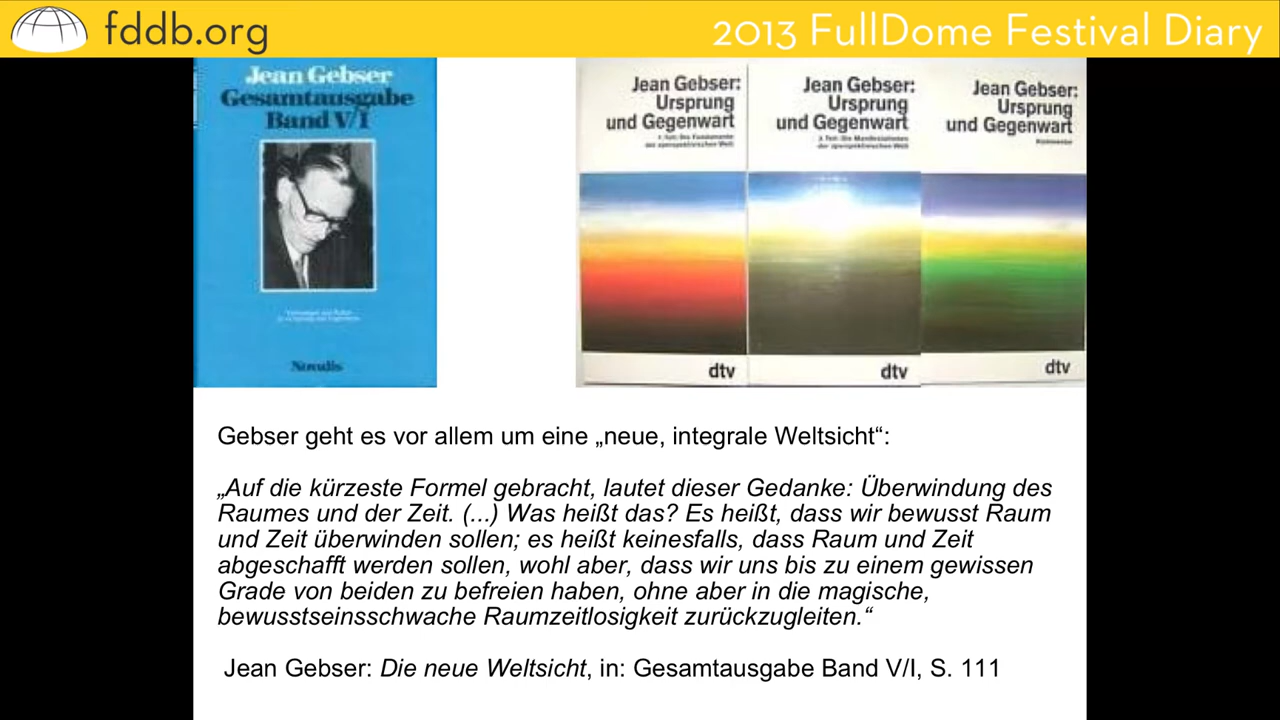 fddb.org
2013 FullDome Festival Diary
Jean Gebser
Gesamtausgabe
Band V/I
Novalis
Jean Gebser:
Ursprung
und Gegenwart
dtv
Jean Gebser:
Ursprung
und Gegenwart
dtv
Jean Gebser:
Ursprung
und Gegenwart
Kommentar
dtv
Gebser geht es vor allem um eine „neue, integrale Weltsicht“:
„Auf die kürzeste Formel gebracht, lautet dieser Gedanke: Überwindung des
Raumes und der Zeit. (...) Was heißt das? Es heißt, dass wir bewusst Raum
und Zeit überwinden sollen; es heißt keinesfalls, dass Raum und Zeit
abgeschafft werden sollen, wohl aber, dass wir uns bis zu einem gewissen
Grade von beiden zu befreien haben, ohne aber in die magische,
bewusstseinsschwache Raumzeitlosigkeit zurückzugleiten.“
Jean Gebser: Die neue Weltsicht, in: Gesamtausgabe Band V/I, S. 111